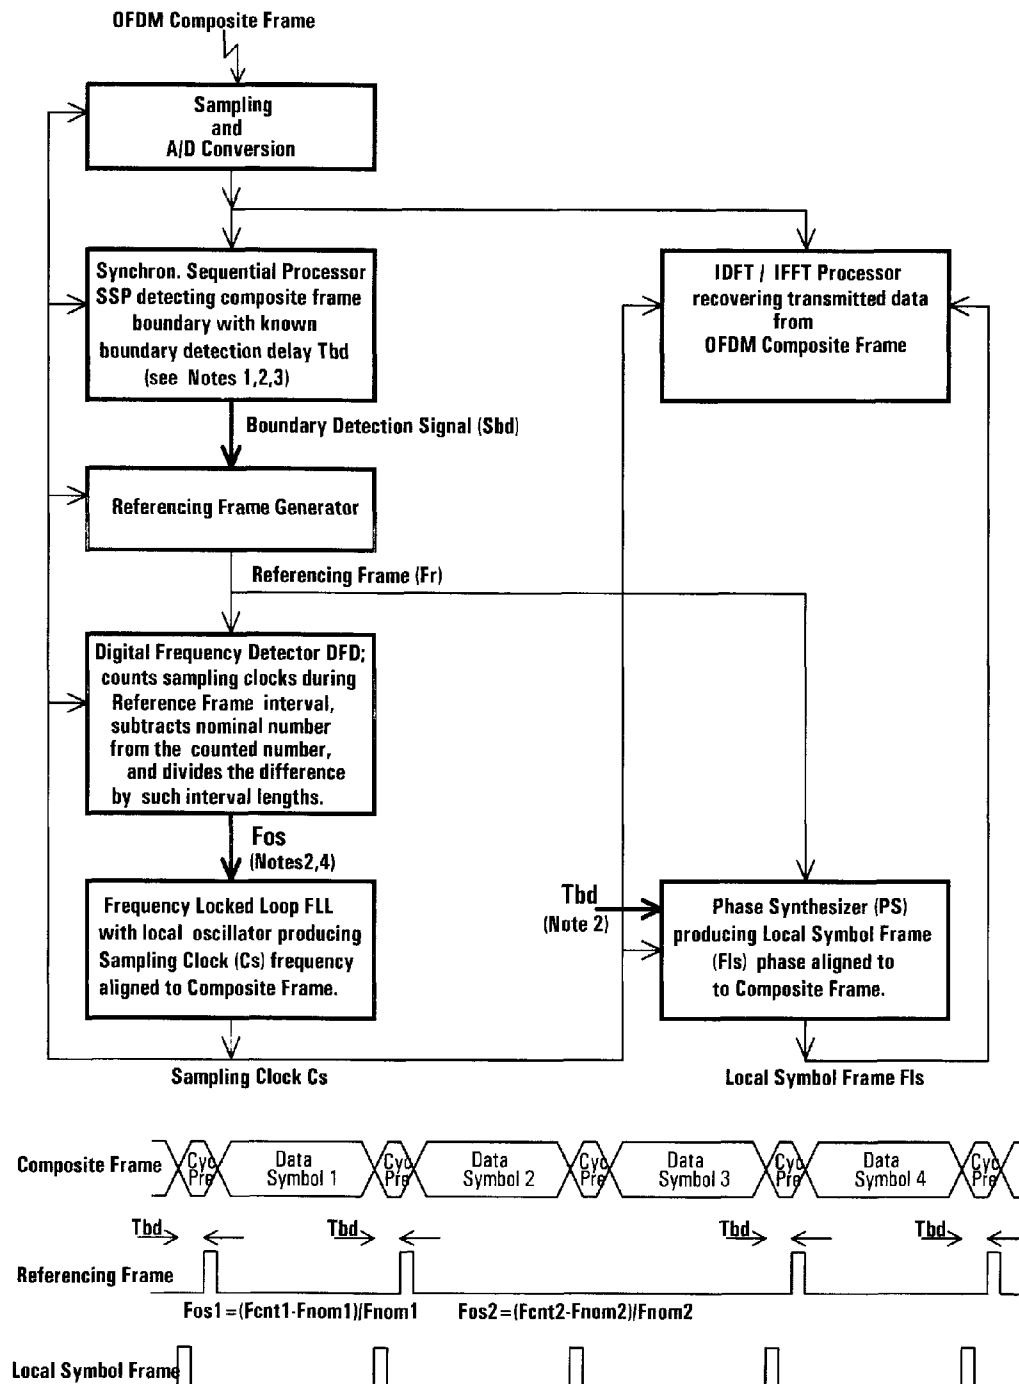 OFDM Composite Frame
Sampling
and
A/D Conversion
Synchron. Sequential Processor
SSP detecting composite frame
boundary with known
boundary detection delay Tbd
(see Notes 1,2,3)
IDFT / IFFT Processor
recovering transmitted data
from
OFDM Composite Frame
Boundary Detection Signal (Sbd)
Referencing Frame Generator
Referencing Frame (Fr)
Digital Frequency Detector DFD;
counts sampling clocks during
Reference Frame interval,
subtracts nominal number
from the counted number,
and divides the difference
by such interval lengths.
Fos
(Notes2,4)
Frequency Locked Loop FLL
with local oscillator producing
Sampling Clock (Cs) frequency
aligned to Composite Frame.
Tbd
(Note 2)
Phase Synthesizer (PS)
producing Local Symbol Frame
(Fls) phase aligned to
to Composite Frame.
Sampling Clock Cs
Local Symbol Frame Fls
Composite Frame
Cyc
Pre
Data
Symbol 1
Cyc
Pre
Data
Symbol 2
Cyc
Pre
Data
Symbol 3
Cyc
Pre
Data
Symbol 4
Cyc
Pre
Tbd
Tbd
Tbd
Tbd
Referencing Frame
Fos1=(Fcnt1-Fnom1)/Fnom1
Fos2=(Fcnt2-Fnom2)/Fnom2
Local Symbol Frame